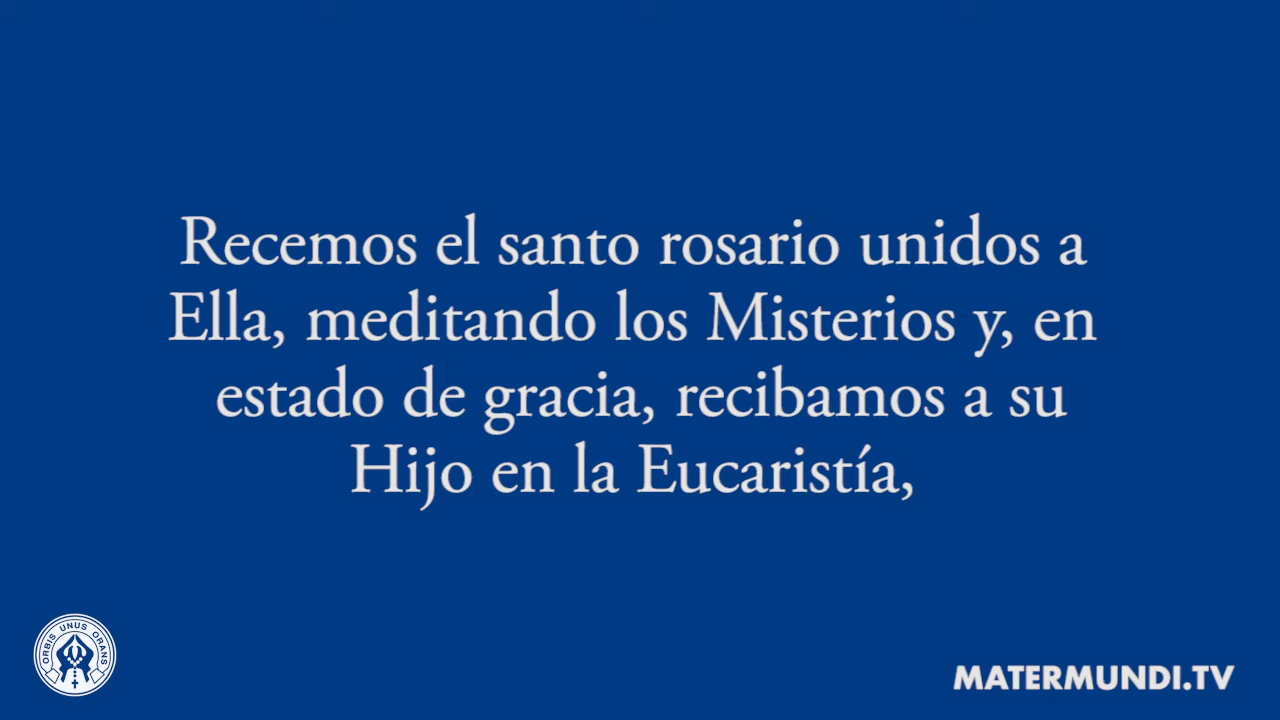 Recemos el santo rosario unidos a
Ella, meditando los Misterios y, en
estado de gracia, recibamos a su
Hijo en la Eucaristía,
ORBIS UNUS ORANS
MATERMUNDI.TV